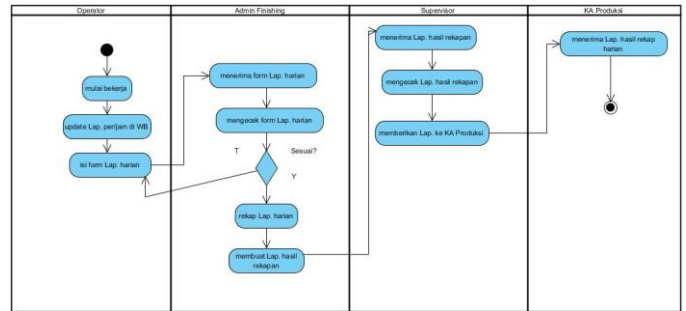 Operator
Admin Finishing
Supervisor
KA Produksi
mulai bekerja
update Lap. per/jam di WB
isi form Lap. harian
menerima form Lap. harian
mengecek form Lap. harian
T
Sesuai?
Y
rekap Lap. harian
membuat Lap. hasil
rekapan
menerima Lap. hasil rekapan
mengecek Lap. hasil rekapan
memberikan Lap. ke KA Produksi
menerima Lap. hasil rekap
harian